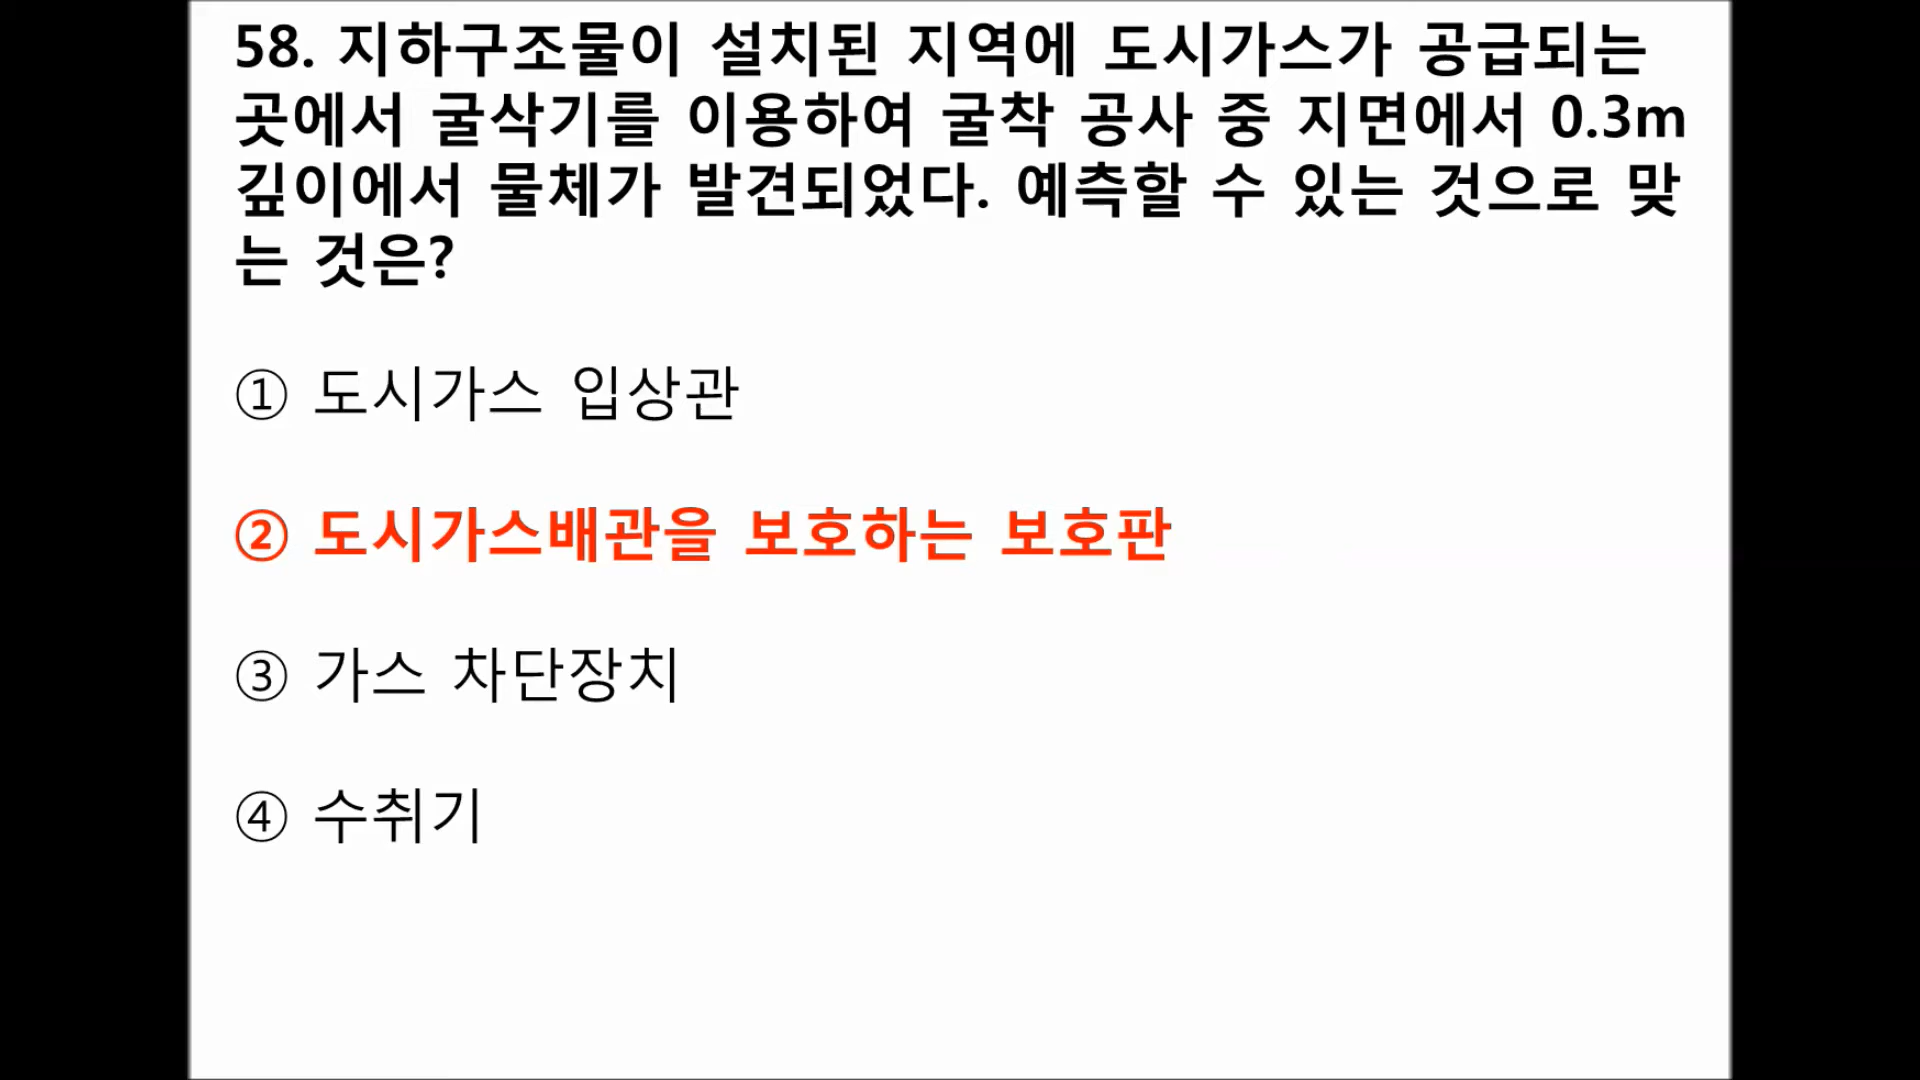 58. 지하구조물이 설치된 지역에 도시가스가 공급되는
곳에서 굴삭기를 이용하여 굴착 공사 중 지면에서 0.3m
깊이에서 물체가 발견되었다. 예측할 수 있는 것으로 맞
는 것은?
① 도시가스 입상관
② 도시가스배관을 보호하는 보호판
③ 가스 차단장치
④ 수취기